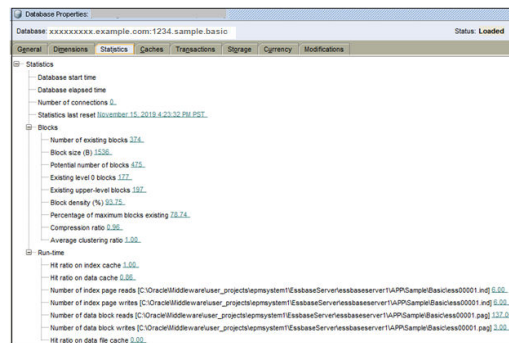 Database Properties:
Database: xxxxxxxxx.example.com:1234.sample.basic Status: Loaded
General Dimensions Statistics Caches Transactions Storage Currency Modifications
Statistics
Database start time
Database elapsed time
Number of connections 0
Statistics last reset November 15, 2019 4:23:32 PM PST
Blocks
Number of existing blocks 374
Block size (B) 1536
Potential number of blocks 475
Existing level 0 blocks 177
Existing upper-level blocks 197
Block density (%) 93.75
Percentage of maximum blocks existing 78.74
Compression ratio 0.96
Average clustering ratio 1.00
Run-time
Hit ratio on index cache 1.00
Hit ratio on data cache 0.86
Number of index page reads [C:\Oracle\Middleware\user_projects\epmsystem1\EssbaseServer\essbaseserver1\APP\Sample\Basic\ess00001.ind] 6.00
Number of index page writes [C:\Oracle\Middleware\user_projects\epmsystem1\EssbaseServer\essbaseserver1\APP\Sample\Basic\ess00001.ind] 6.00
Number of data block reads [C:\Oracle\Middleware\user_projects\epmsystem1\EssbaseServer\essbaseserver1\APP\Sample\Basic\ess00001.pag] 137.0
Number of data block writes [C:\Oracle\Middleware\user_projects\epmsystem1\EssbaseServer\essbaseserver1\APP\Sample\Basic\ess00001.pag] 3.00
Hit ratio on data file cache 0.00